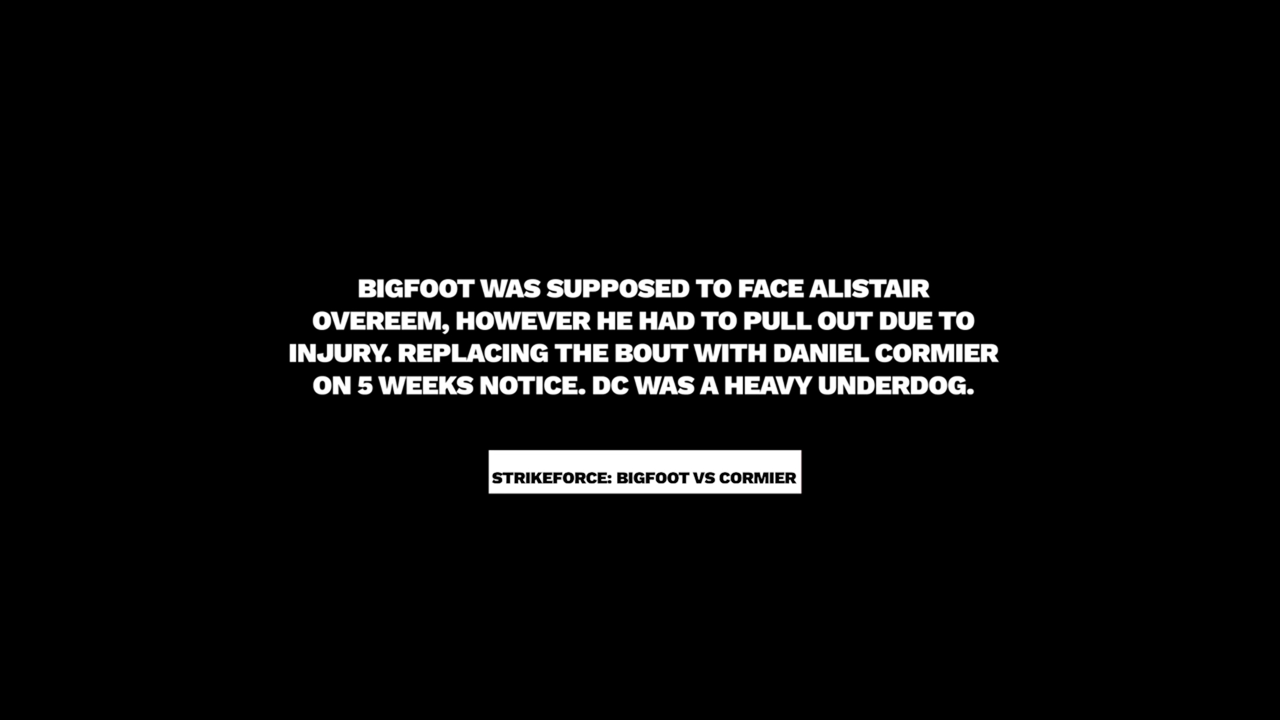 BIGFOOT WAS SUPPOSED TO FACE ALISTAIR
OVEREEM, HOWEVER HE HAD TO PULL OUT DUE TO
INJURY. REPLACING THE BOUT WITH DANIEL CORMIER
ON 5 WEEKS NOTICE. DC WAS A HEAVY UNDERDOG.
STRIKEFORCE: BIGFOOT VS CORMIER